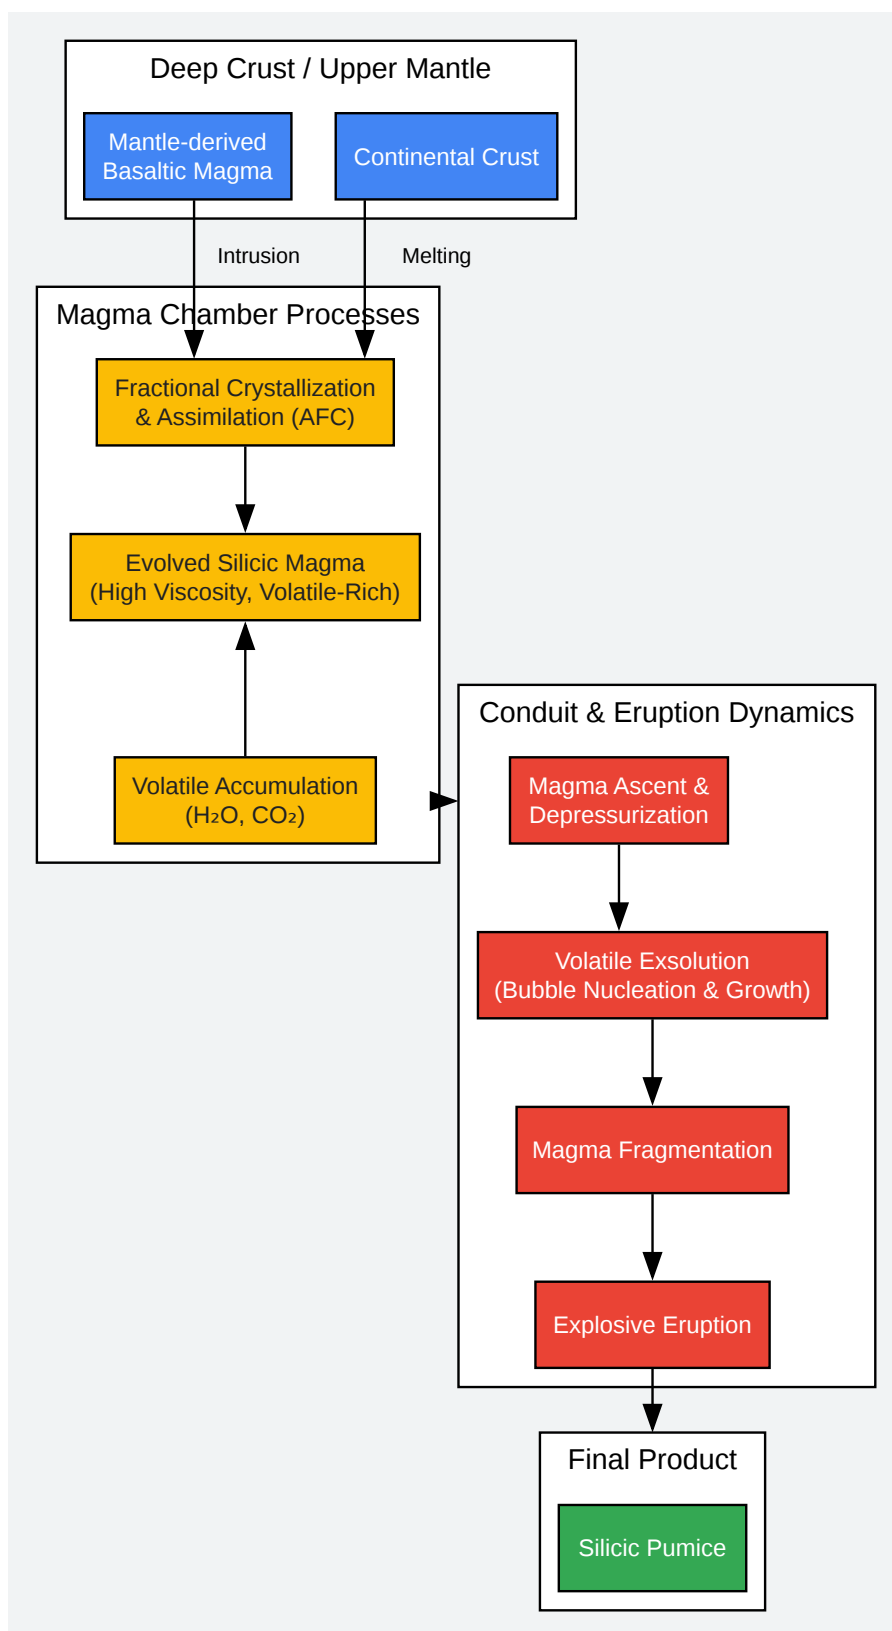 Deep Crust / Upper Mantle
Mantle-derived
Basaltic Magma
Continental Crust
Intrusion
Melting
Magma Chamber Processes
Fractional Crystallization
& Assimilation (AFC)
Evolved Silicic Magma
(High Viscosity, Volatile-Rich)
Volatile Accumulation
(H₂O, CO₂)
Conduit & Eruption Dynamics
Magma Ascent &
Depressurization
Volatile Exsolution
(Bubble Nucleation & Growth)
Magma Fragmentation
Explosive Eruption
Final Product
Silicic Pumice